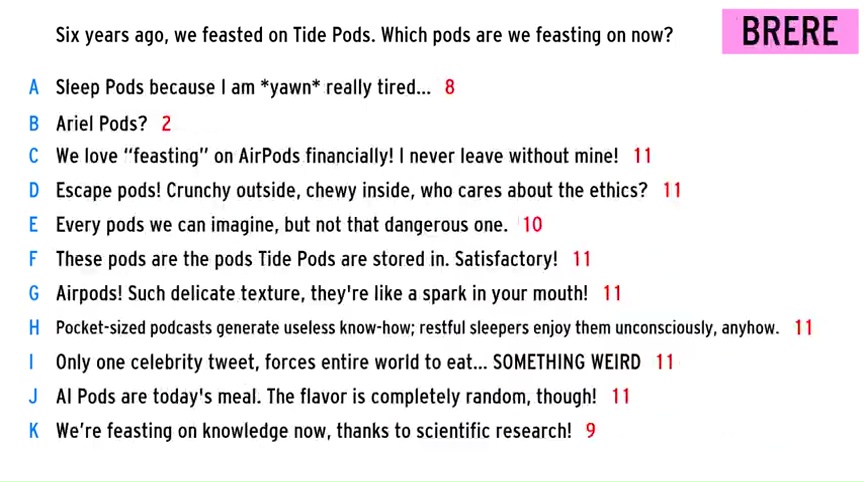 Six years ago, we feasted on Tide Pods. Which pods are we feasting on now?
BRERE
A Sleep Pods because I am *yawn* really tired... 8
B Ariel Pods? 2
C We love “feasting” on AirPods financially! I never leave without mine! 11
D Escape pods! Crunchy outside, chewy inside, who cares about the ethics? 11
E Every pods we can imagine, but not that dangerous one. 10
F These pods are the pods Tide Pods are stored in. Satisfactory! 11
G Airpods! Such delicate texture, they're like a spark in your mouth! 11
H Pocket-sized podcasts generate useless know-how; restful sleepers enjoy them unconsciously, anyhow. 11
I Only one celebrity tweet, forces entire world to eat... SOMETHING WEIRD 11
J AI Pods are today's meal. The flavor is completely random, though! 11
K We’re feasting on knowledge now, thanks to scientific research! 9